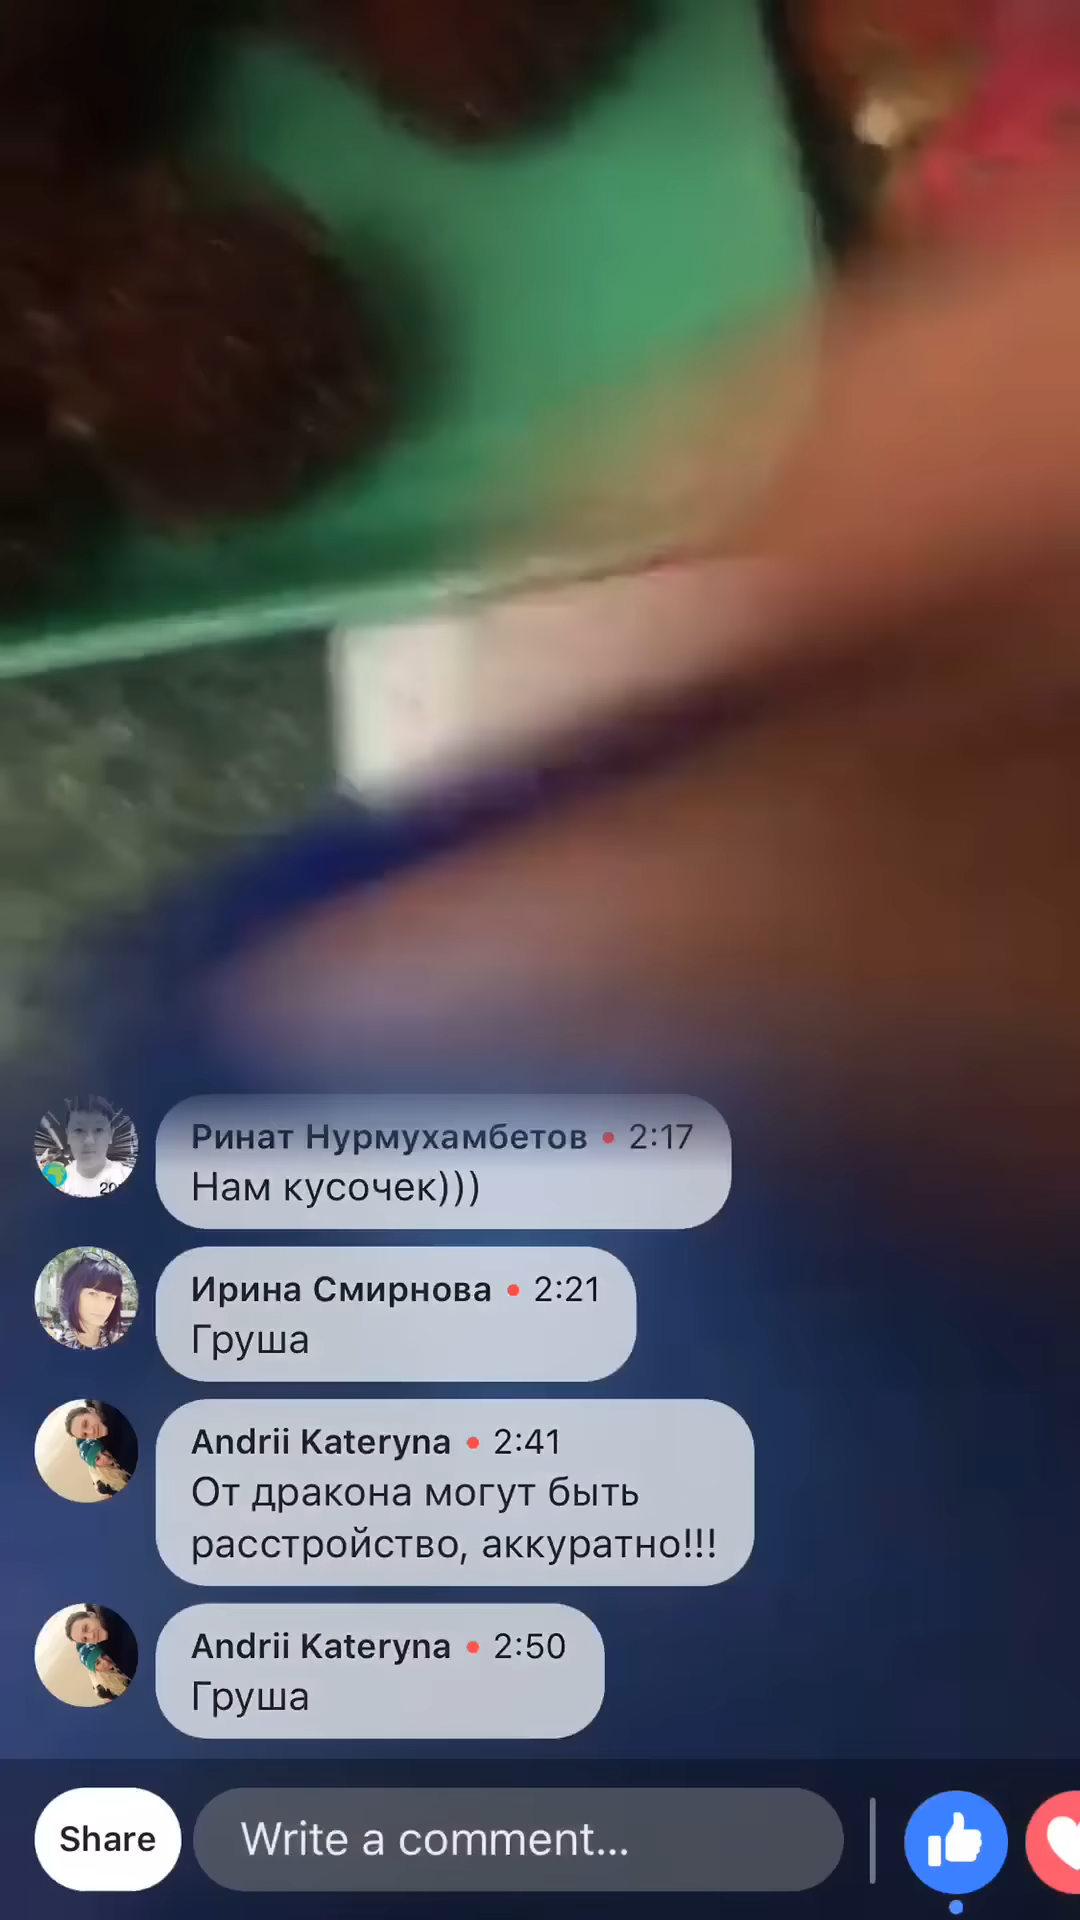 Ринат Нурмухамбетов • 2:17
Нам кусочек)))
Ирина Смирнова • 2:21
Груша
Andrii Kateryna • 2:41
От дракона могут быть
расстройство, аккуратно!!!
Andrii Kateryna • 2:50
Груша
Share
Write a comment...